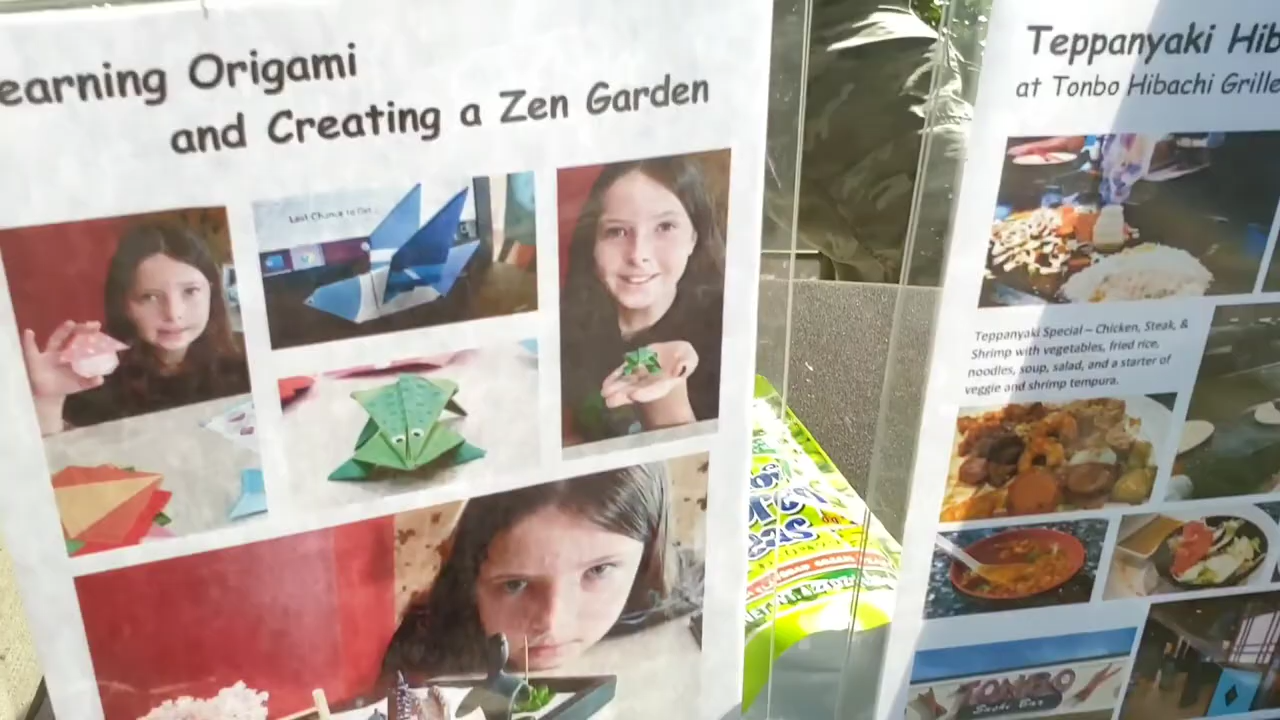 earning Origami
and Creating a Zen Garden
Last Chance to Get
Teppanyaki Hib
at Tonbo Hibachi Grille
Teppanyaki Special – Chicken, Steak, &
Shrimp with vegetables, fried rice,
noodles, soup, salad, and a starter of
veggie and shrimp tempura.
TONBO
Sushi Bar